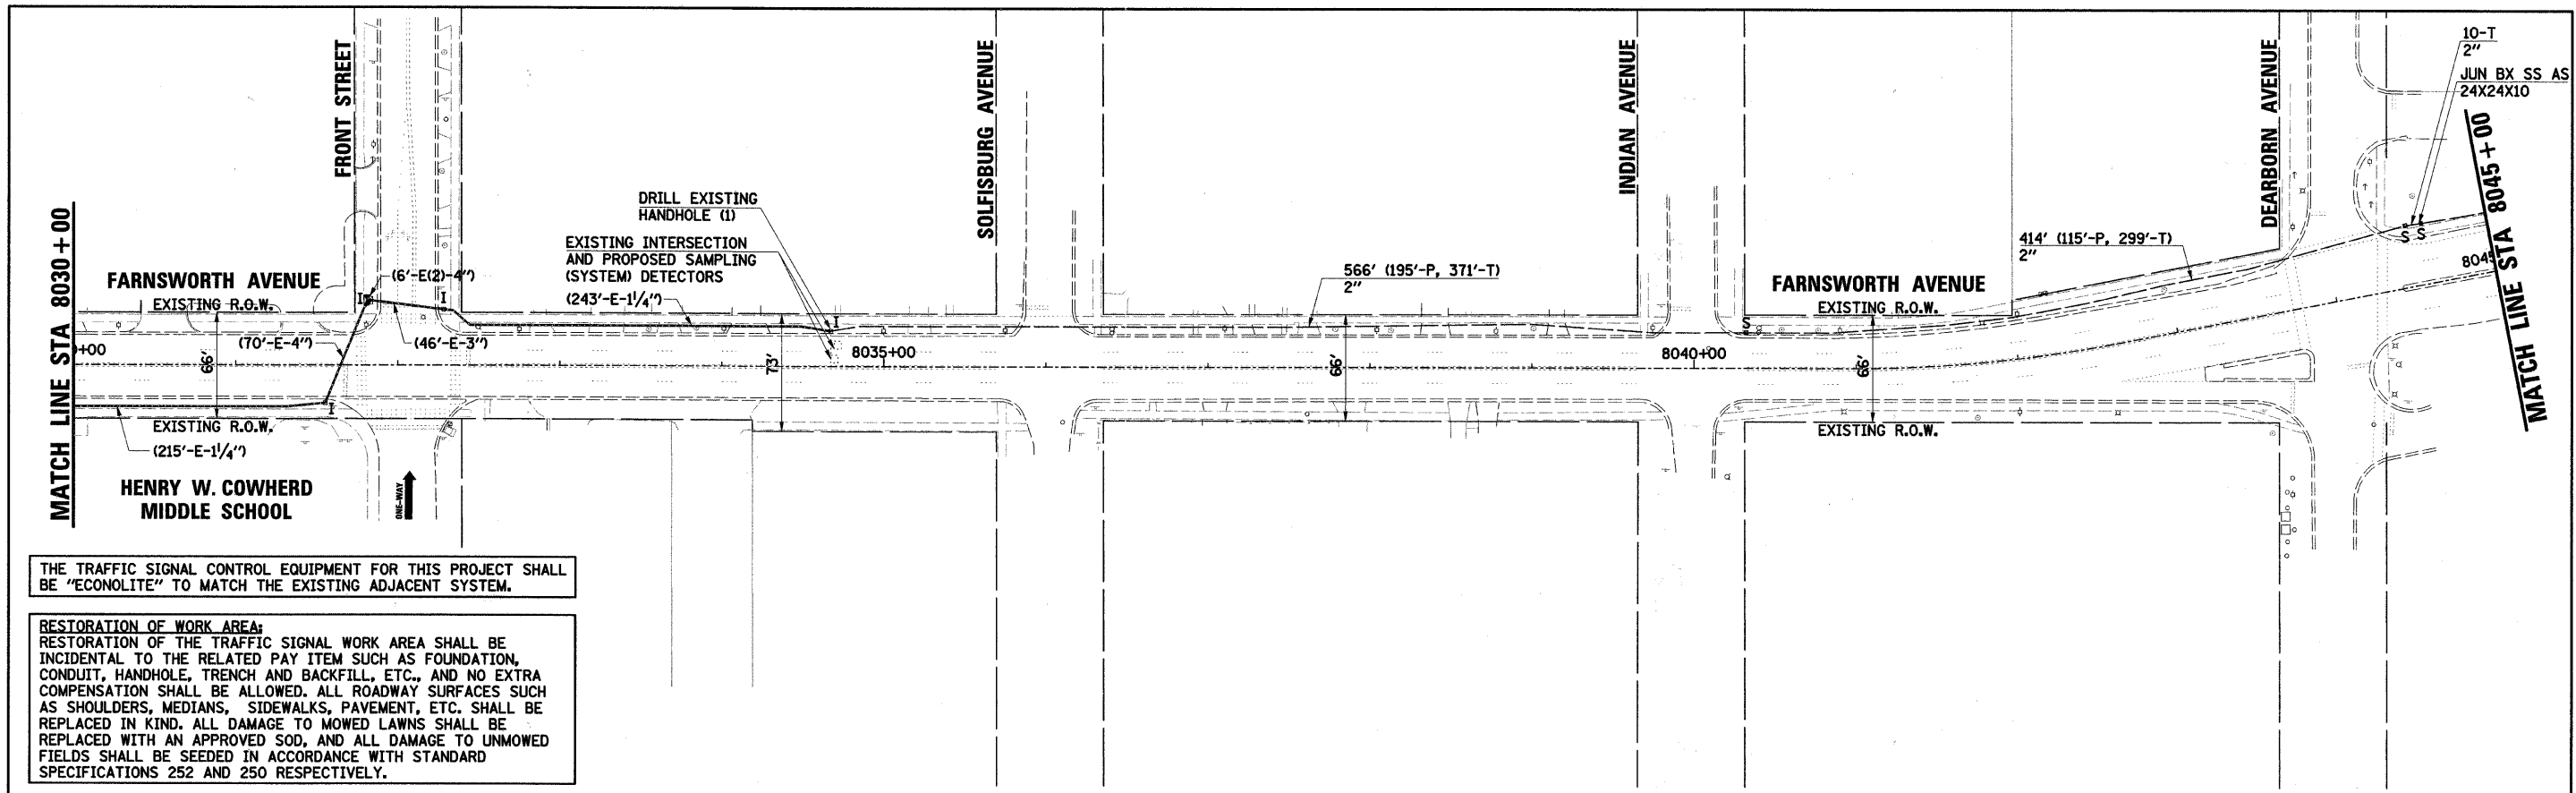 FRONT STREET
SOLFISBURG AVENUE
INDIAN AVENUE
DEARBORN AVENUE
10-T
2"
JUN BX SS AS
24X24X10
MATCH LINE STA 8030+00
MATCH LINE STA 8045+00
DRILL EXISTING
HANDHOLE (1)
EXISTING INTERSECTION
AND PROPOSED SAMPLING
(SYSTEM) DETECTORS
(243'-E-1¼")
FARNSWORTH AVENUE
EXISTING R.O.W.
(6'-E(2)-4")
I
I
I
(70'-E-4")
(46'-E-3")
66'
+00
73'
8035+00
566' (195'-P, 371'-T)
2"
66'
8040+00
S
FARNSWORTH AVENUE
EXISTING R.O.W.
66'
414' (115'-P, 299'-T)
2"
S S
8045
I
EXISTING R.O.W.
(215'-E-1¼")
EXISTING R.O.W.
HENRY W. COWHERD
MIDDLE SCHOOL
ONE-WAY
THE TRAFFIC SIGNAL CONTROL EQUIPMENT FOR THIS PROJECT SHALL
BE "ECONOLITE" TO MATCH THE EXISTING ADJACENT SYSTEM.
RESTORATION OF WORK AREA:
RESTORATION OF THE TRAFFIC SIGNAL WORK AREA SHALL BE
INCIDENTAL TO THE RELATED PAY ITEM SUCH AS FOUNDATION,
CONDUIT, HANDHOLE, TRENCH AND BACKFILL, ETC., AND NO EXTRA
COMPENSATION SHALL BE ALLOWED. ALL ROADWAY SURFACES SUCH
AS SHOULDERS, MEDIANS, SIDEWALKS, PAVEMENT, ETC. SHALL BE
REPLACED IN KIND. ALL DAMAGE TO MOWED LAWNS SHALL BE
REPLACED WITH AN APPROVED SOD, AND ALL DAMAGE TO UNMOWED
FIELDS SHALL BE SEEDED IN ACCORDANCE WITH STANDARD
SPECIFICATIONS 252 AND 250 RESPECTIVELY.